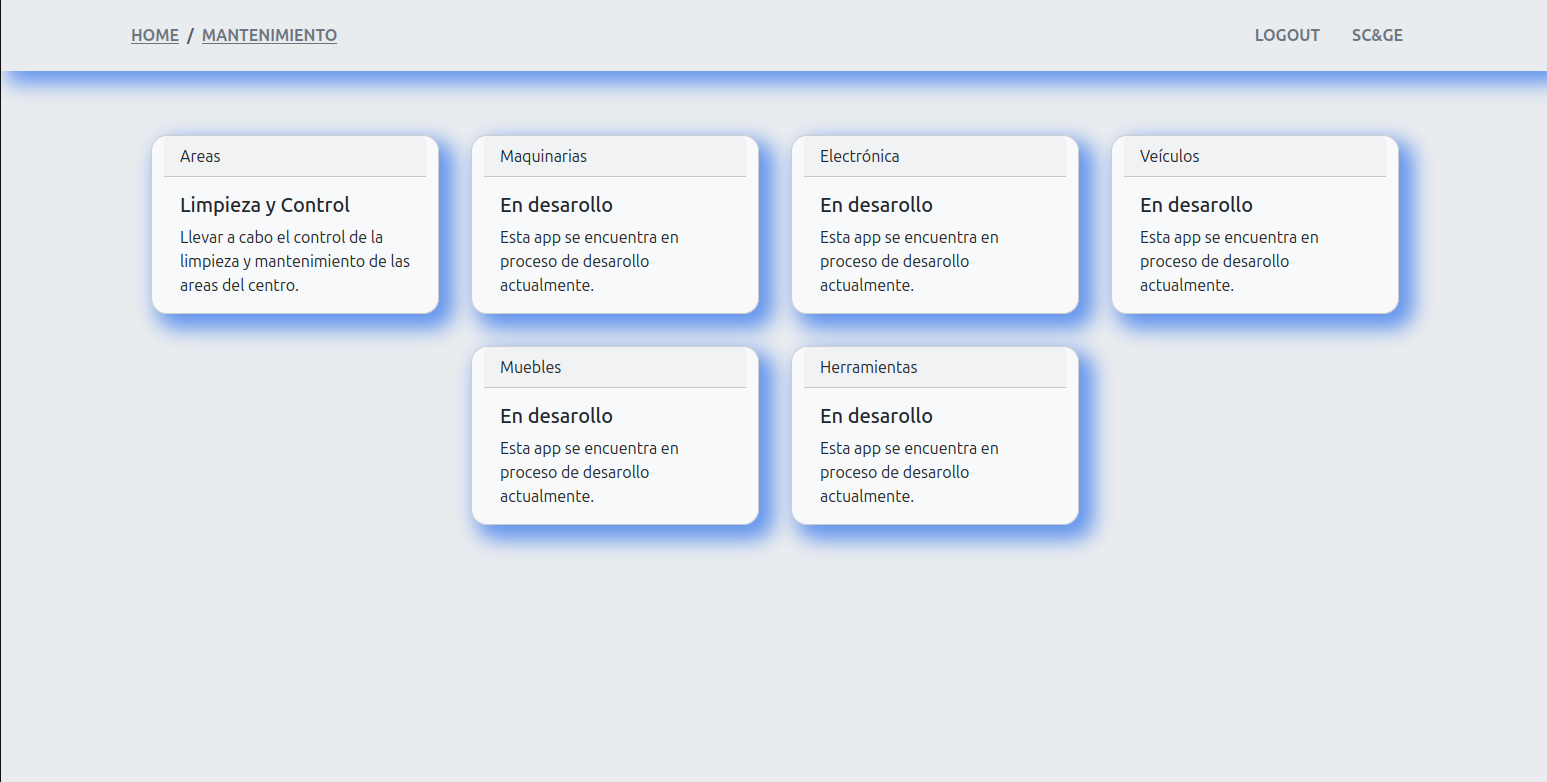 HOME / MANTENIMIENTO
LOGOUT
SC&GE
Areas
Limpieza y Control
Llevar a cabo el control de la
limpieza y mantenimiento de las
areas del centro.
Maquinarias
En desarollo
Esta app se encuentra en
proceso de desarollo
actualmente.
Electrónica
En desarollo
Esta app se encuentra en
proceso de desarollo
actualmente.
Veículos
En desarollo
Esta app se encuentra en
proceso de desarollo
actualmente.
Muebles
En desarollo
Esta app se encuentra en
proceso de desarollo
actualmente.
Herramientas
En desarollo
Esta app se encuentra en
proceso de desarollo
actualmente.